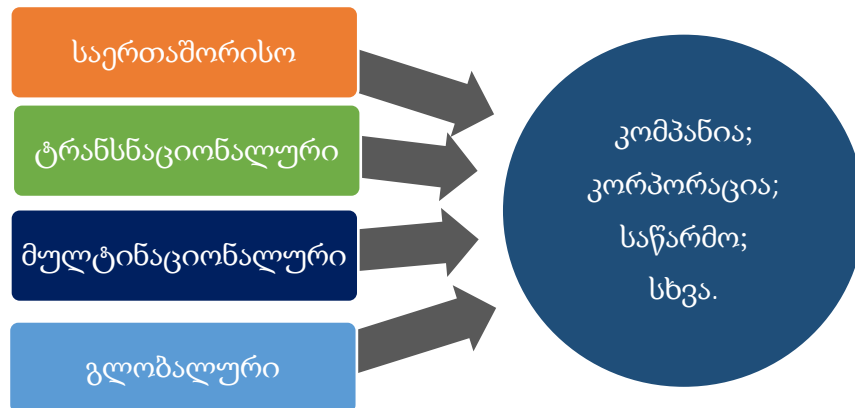 საერთაშორისო
ტრანსნაციონალური
მულტინაციონალური
გლობალური
კომპანია;
კორპორაცია;
საწარმო;
სხვა.